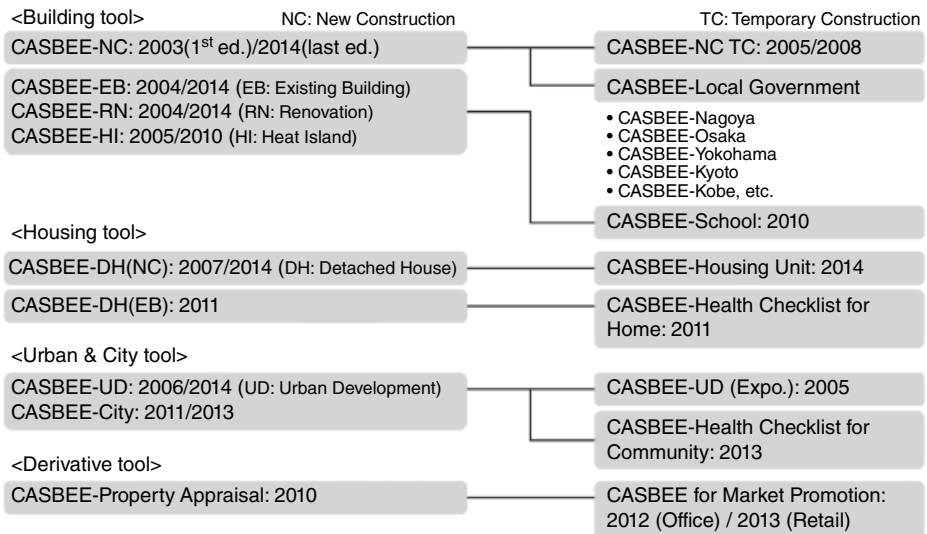 <Building tool>
NC: New Construction
TC: Temporary Construction
CASBEE-NC: 2003(1st ed.)/2014(last ed.)
CASBEE-NC TC: 2005/2008
CASBEE-EB: 2004/2014 (EB: Existing Building)
CASBEE-RN: 2004/2014 (RN: Renovation)
CASBEE-HI: 2005/2010 (HI: Heat Island)
CASBEE-Local Government
• CASBEE-Nagoya
• CASBEE-Osaka
• CASBEE-Yokohama
• CASBEE-Kyoto
• CASBEE-Kobe, etc.
CASBEE-School: 2010
<Housing tool>
CASBEE-DH(NC): 2007/2014 (DH: Detached House)
CASBEE-Housing Unit: 2014
CASBEE-DH(EB): 2011
CASBEE-Health Checklist for
Home: 2011
<Urban & City tool>
CASBEE-UD: 2006/2014 (UD: Urban Development)
CASBEE-City: 2011/2013
CASBEE-UD (Expo.): 2005
CASBEE-Health Checklist for
Community: 2013
<Derivative tool>
CASBEE-Property Appraisal: 2010
CASBEE for Market Promotion:
2012 (Office) / 2013 (Retail)